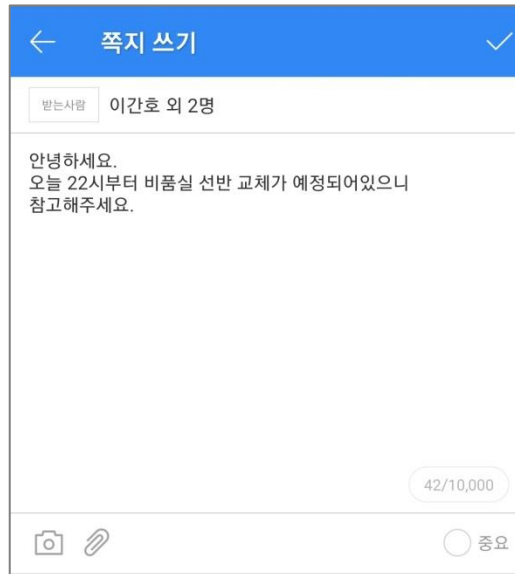 쪽지 쓰기
받는사람 이간호 외 2명
안녕하세요.
오늘 22시부터 비품실 선반 교체가 예정되어있으니
참고해주세요.
42/10,000
중요